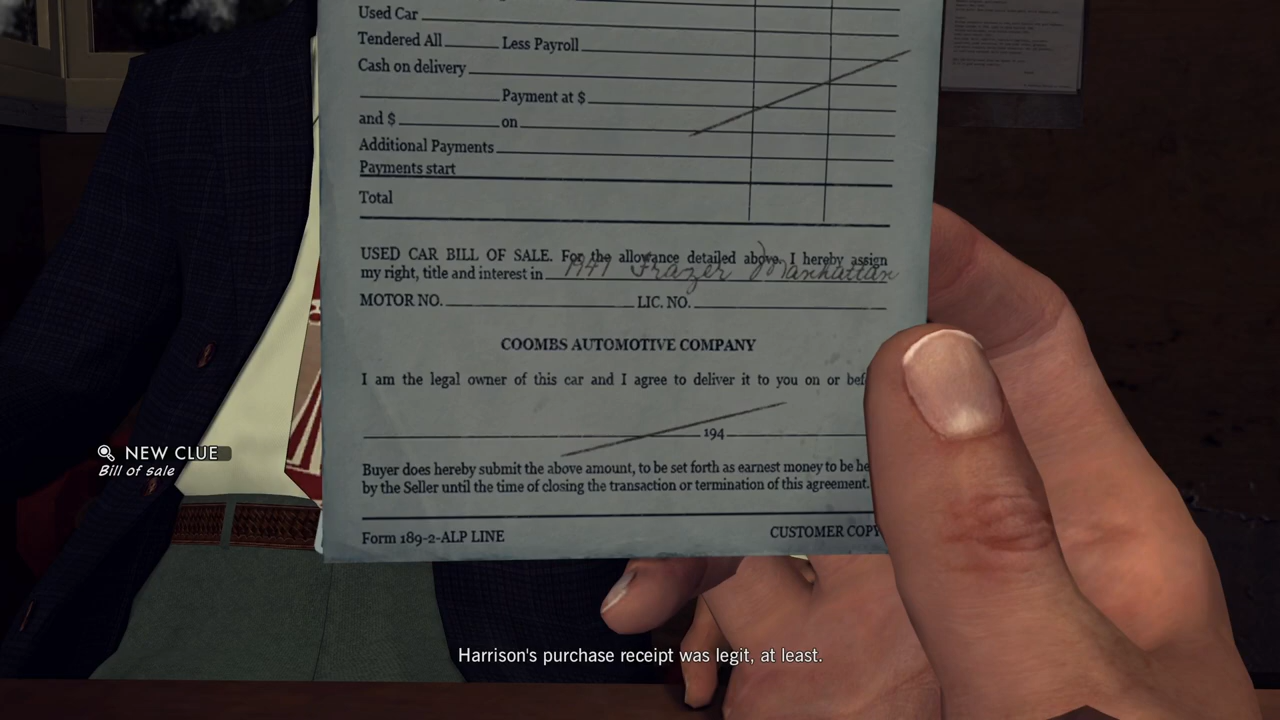 Used Car
Tendered All Less Payroll
Cash on delivery
Payment at $
and $ on
Additional Payments
Payments start
Total
USED CAR BILL OF SALE. For the allowance detailed above. I hereby assign
my right, title and interest in 1947 Frazer Manhattan
MOTOR NO. LIC. NO.
COOMBS AUTOMOTIVE COMPANY
I am the legal owner of this car and I agree to deliver it to you on or bef
NEW CLUE
194
Bill of sale
Buyer does hereby submit the above amount, to be set forth as earnest money to be he
by the Seller until the time of closing the transaction or termination of this agreement.
Form 189-2-ALP LINE CUSTOMER COPY
Harrison's purchase receipt was legit, at least.